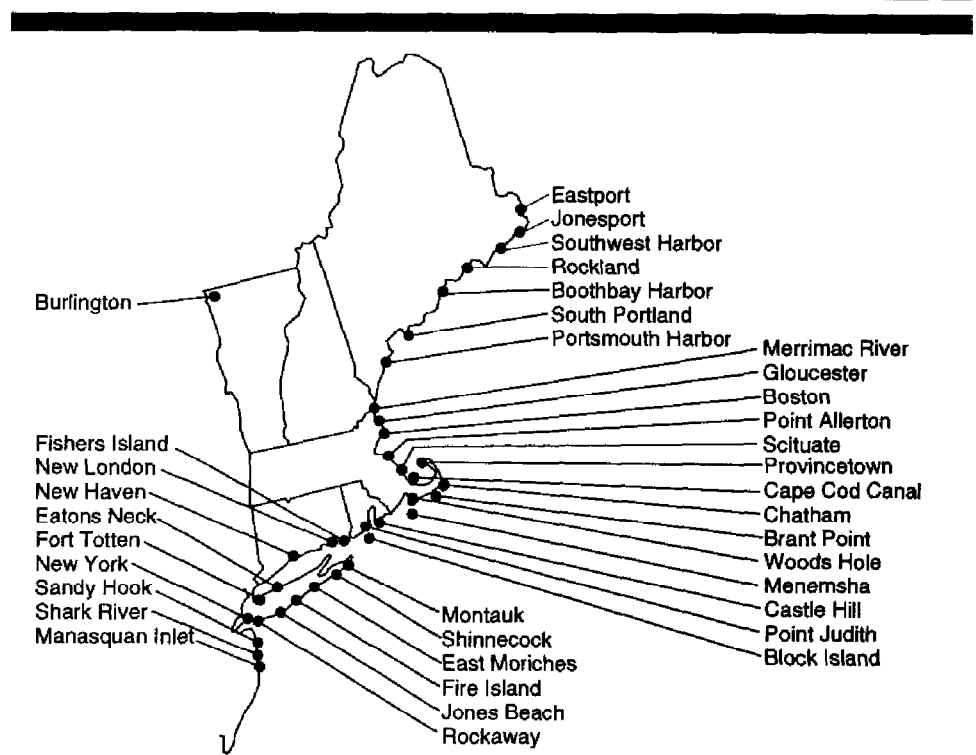 Eastport
Jonesport
Southwest Harbor
Rockland
Boothbay Harbor
South Portland
Portsmouth Harbor
Burlington
Merrimac River
Gloucester
Boston
Point Allerton
Scituate
Provincetown
Cape Cod Canal
Chatham
Brant Point
Woods Hole
Menemsha
Castle Hill
Point Judith
Block Island
Fishers Island
New London
New Haven
Eatons Neck
Fort Totten
New York
Sandy Hook
Shark River
Manasquan Inlet
Montauk
Shinnecock
East Moriches
Fire Island
Jones Beach
Rockaway